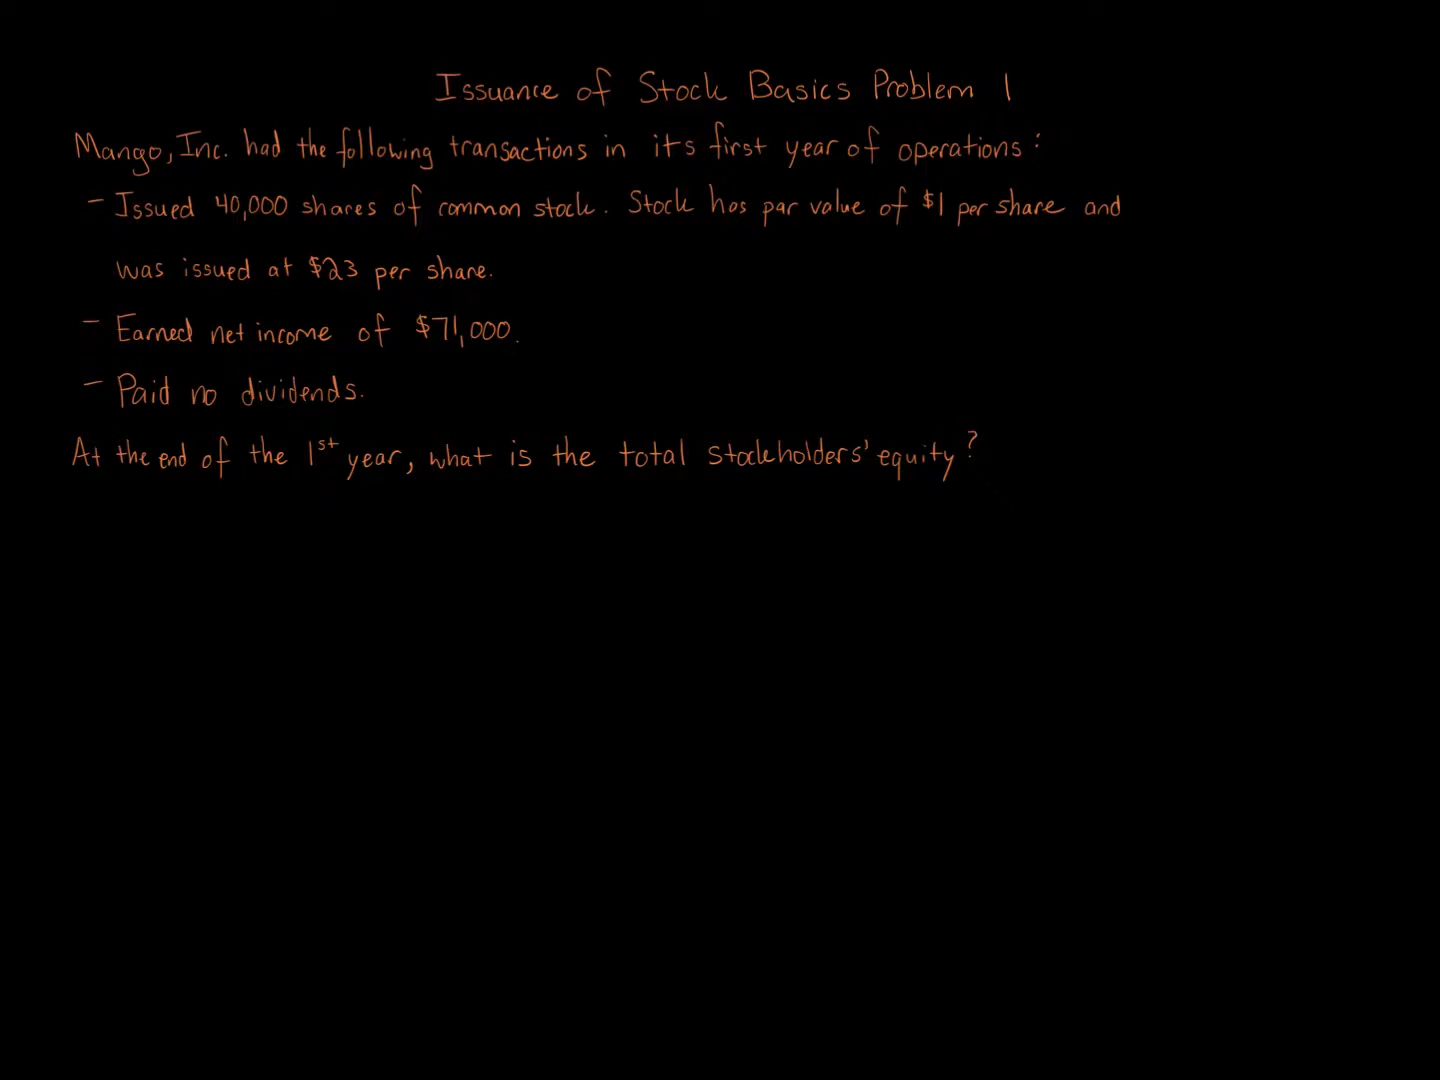 Issuance of Stock Basics Problem 1
Mango, Inc. had the following transactions in its first year of operations:
- Issued 40,000 shares of common stock. Stock has par value of $1 per share and
was issued at $23 per share.
- Earned net income of $71,000.
- Paid no dividends.
At the end of the 1st year, what is the total stockholders' equity?